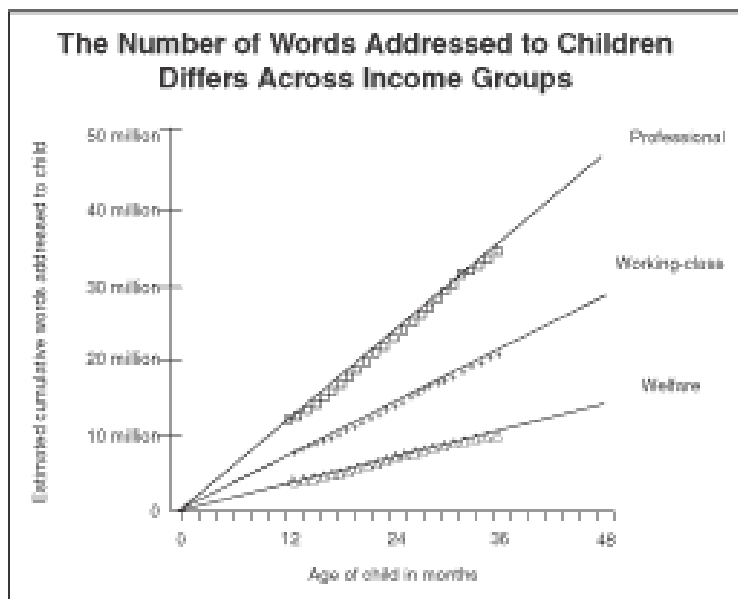 The Number of Words Addressed to Children
Differs Across Income Groups
Estimated cumulative words addressed to child
50 million
40 million
30 million
20 million
10 million
0
Professional
Working-class
Welfare
0 12 24 36 48
Age of child in months